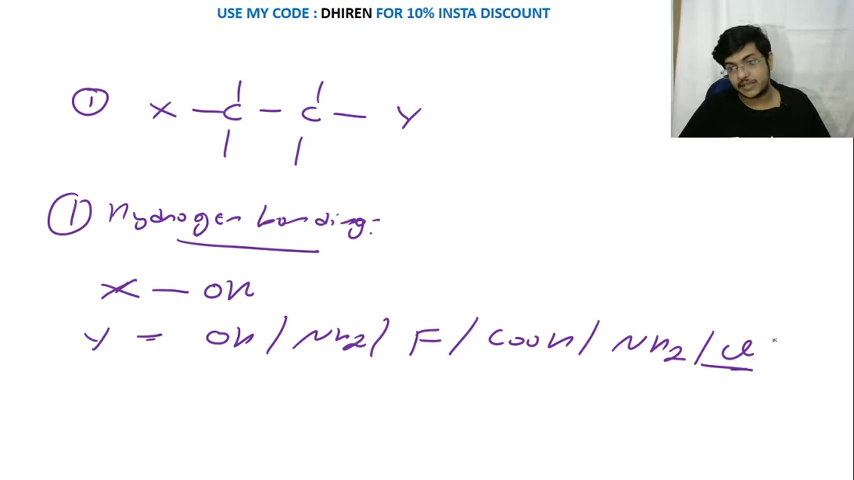 USE MY CODE : DHIREN FOR 10% INSTA DISCOUNT
① X — C — C — Y
① Hydrogen bonding :-
X — OH
Y = OH / NH2 / F / COOH / NH2 / Cl